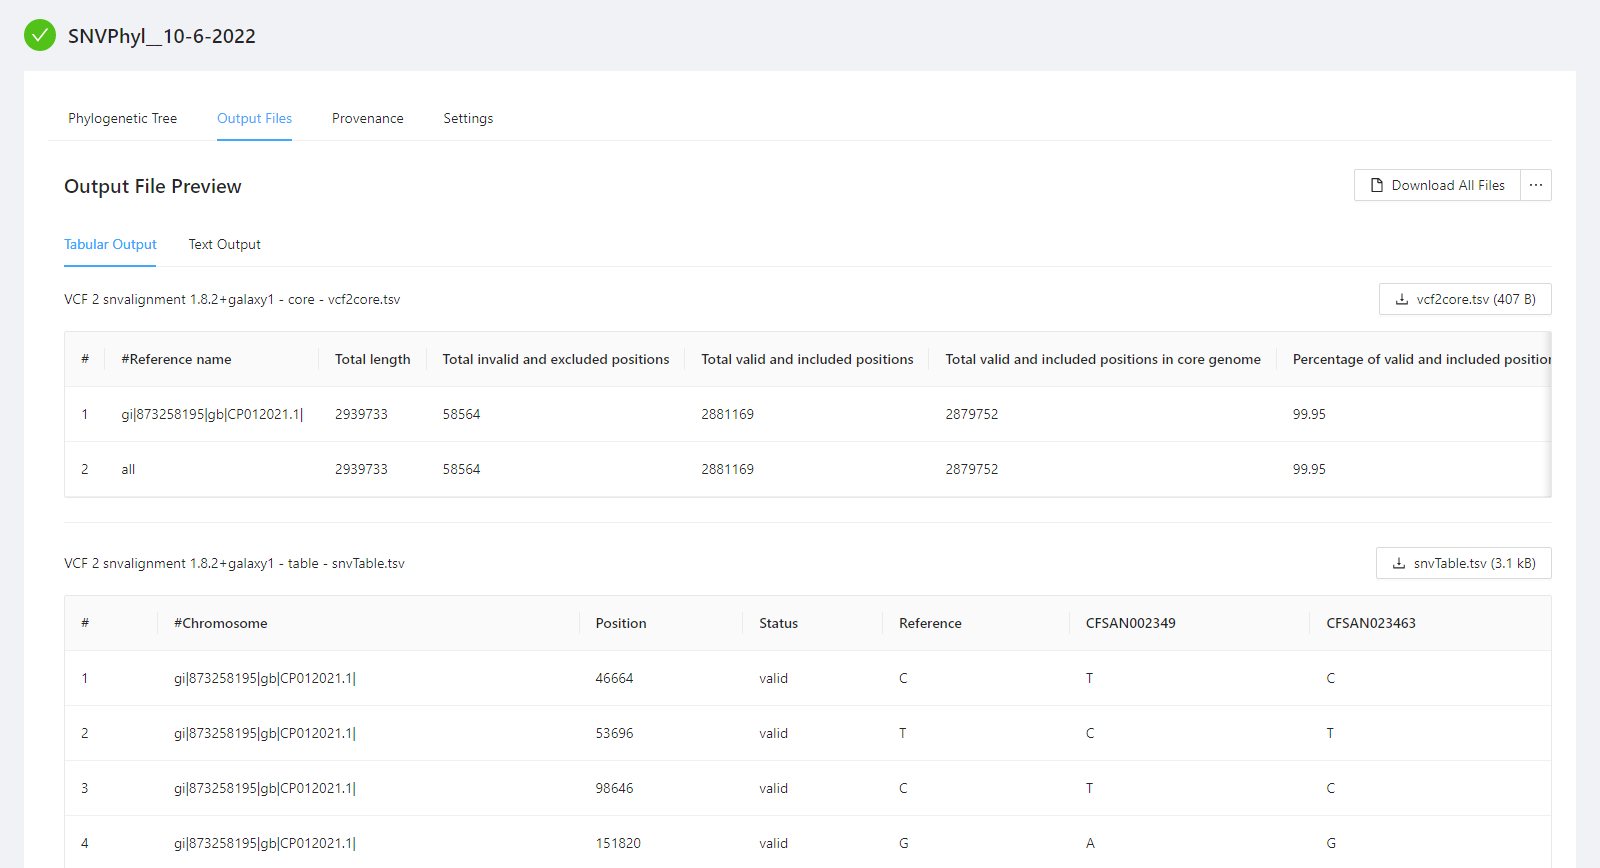 SNVPhyl__10-6-2022
Phylogenetic Tree Output Files Provenance Settings
Output File Preview Download All Files ···
Tabular Output Text Output
VCF 2 snvalignment 1.8.2+galaxy1 - core - vcf2core.tsv vcf2core.tsv (407 B)
# #Reference name Total length Total invalid and excluded positions Total valid and included positions Total valid and included positions in core genome Percentage of valid and included position
1 gi|873258195|gb|CP012021.1| 2939733 58564 2881169 2879752 99.95
2 all 2939733 58564 2881169 2879752 99.95
VCF 2 snvalignment 1.8.2+galaxy1 - table - snvTable.tsv snvTable.tsv (3.1 kB)
# #Chromosome Position Status Reference CFSAN002349 CFSAN023463
1 gi|873258195|gb|CP012021.1| 46664 valid C T C
2 gi|873258195|gb|CP012021.1| 53696 valid T C T
3 gi|873258195|gb|CP012021.1| 98646 valid C T C
4 gi|873258195|gb|CP012021.1| 151820 valid G A G